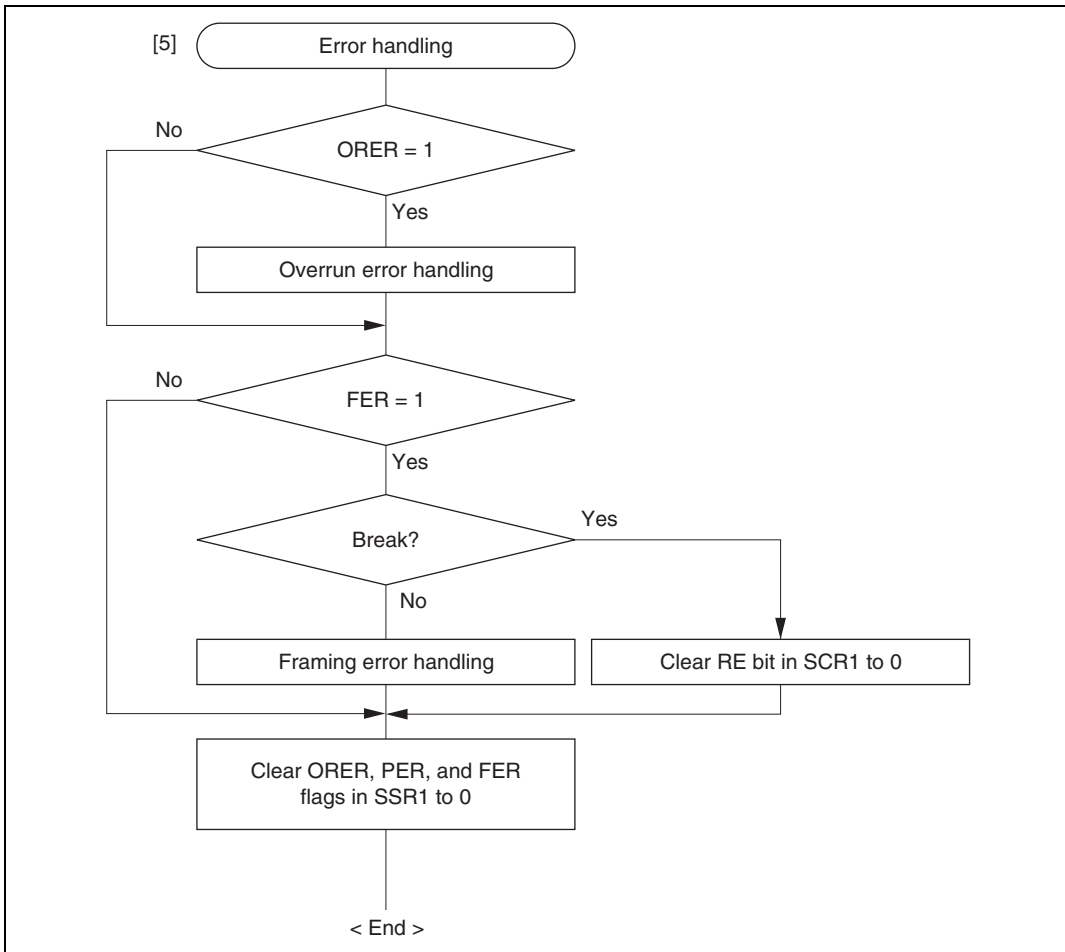 [5] Error handling
No
ORER = 1
Yes
Overrun error handling
No
FER = 1
Yes
Yes
Break?
No
Framing error handling
Clear RE bit in SCR1 to 0
Clear ORER, PER, and FER
flags in SSR1 to 0
< End >